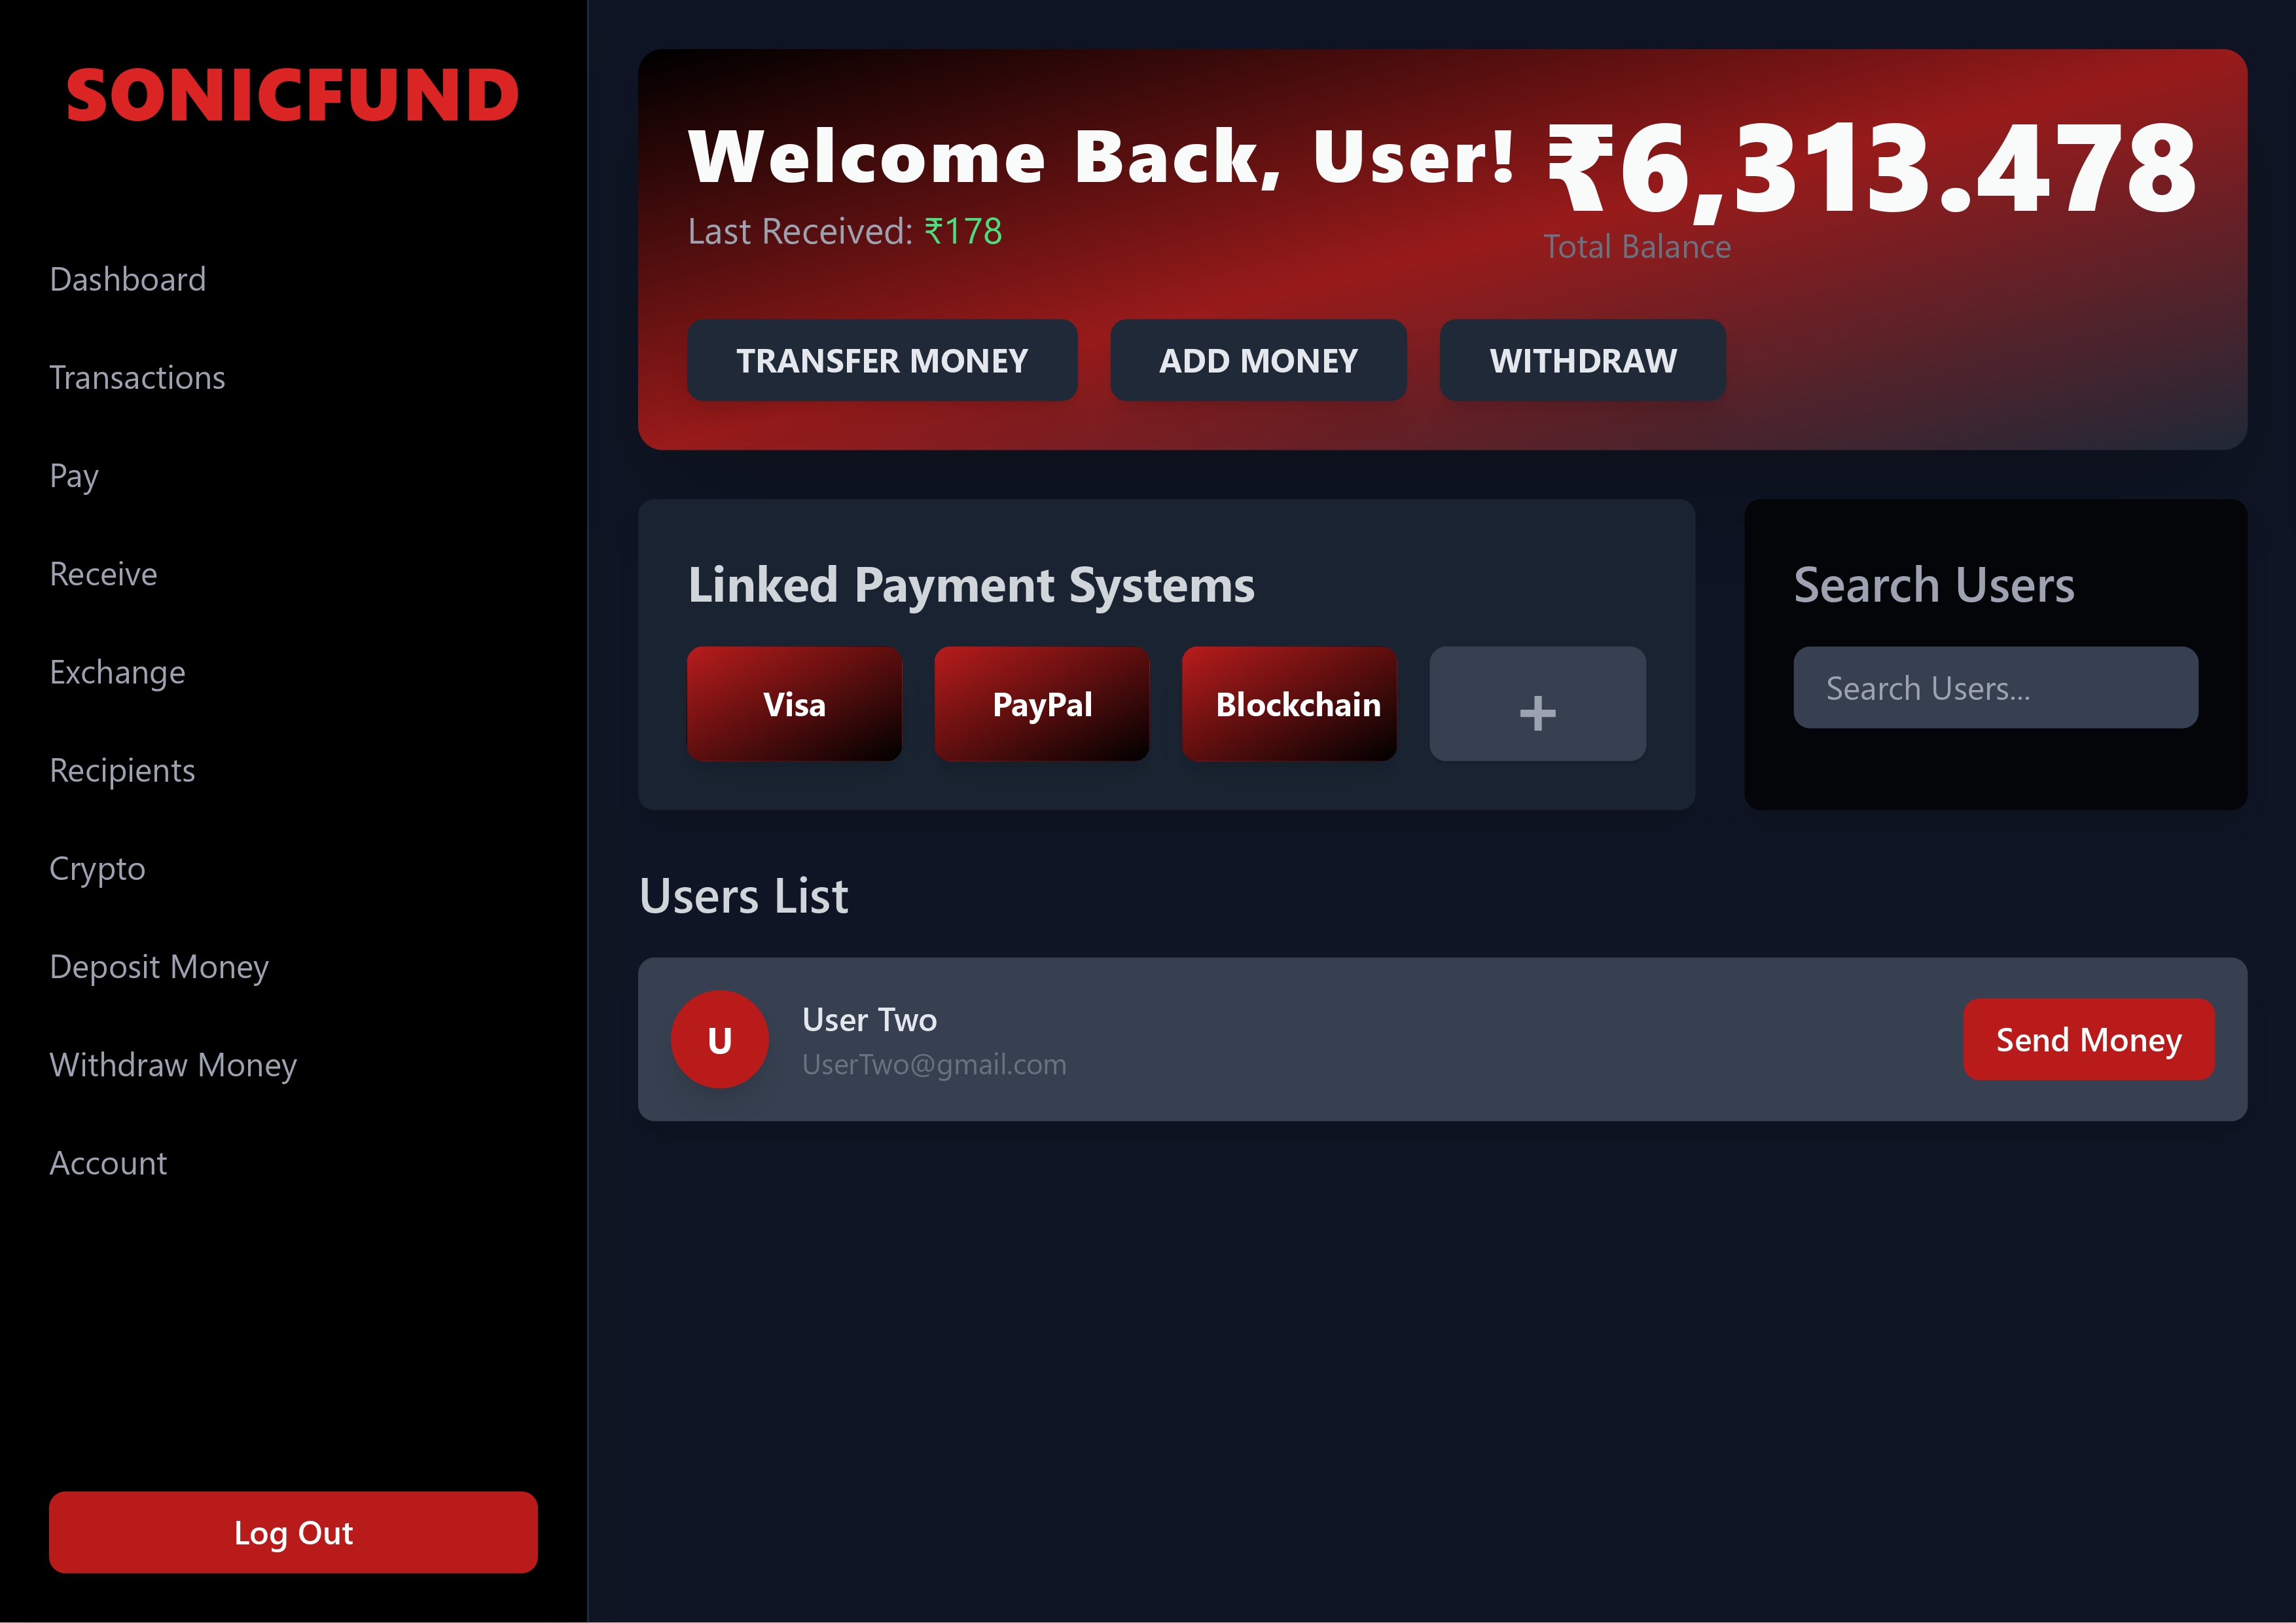 SONICFUND
Dashboard
Transactions
Pay
Receive
Exchange
Recipients
Crypto
Deposit Money
Withdraw Money
Account
Log Out
Welcome Back, User!
Last Received: ₹178
₹6,313.478
Total Balance
TRANSFER MONEY
ADD MONEY
WITHDRAW
Linked Payment Systems
Visa
PayPal
Blockchain
+
Search Users
Search Users...
Users List
U
User Two
UserTwo@gmail.com
Send Money